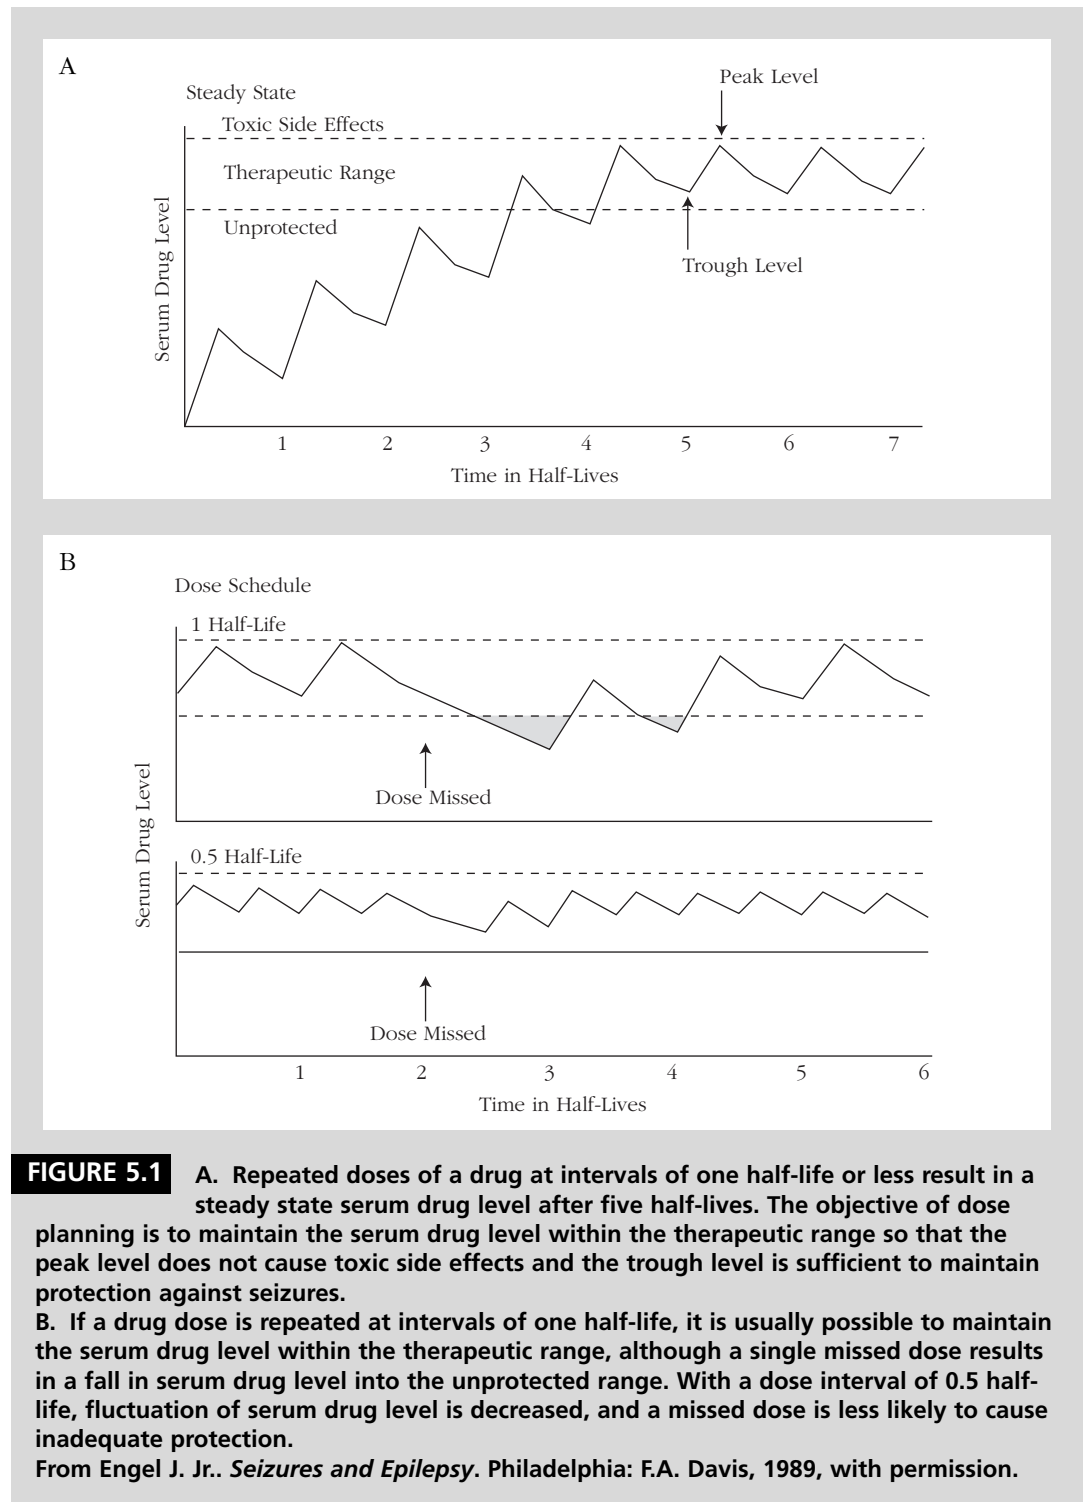 A
Peak Level
Steady State
Toxic Side Effects
Therapeutic Range
Unprotected
Trough Level
Serum Drug Level
1 2 3 4 5 6 7
Time in Half-Lives
B
Dose Schedule
1 Half-Life
Dose Missed
Serum Drug Level
0.5 Half-Life
Dose Missed
1 2 3 4 5 6
Time in Half-Lives
FIGURE 5.1 A. Repeated doses of a drug at intervals of one half-life or less result in a
steady state serum drug level after five half-lives. The objective of dose
planning is to maintain the serum drug level within the therapeutic range so that the
peak level does not cause toxic side effects and the trough level is sufficient to maintain
protection against seizures.
B. If a drug dose is repeated at intervals of one half-life, it is usually possible to maintain
the serum drug level within the therapeutic range, although a single missed dose results
in a fall in serum drug level into the unprotected range. With a dose interval of 0.5 half-
life, fluctuation of serum drug level is decreased, and a missed dose is less likely to cause
inadequate protection.
From Engel J. Jr.. Seizures and Epilepsy. Philadelphia: F.A. Davis, 1989, with permission.